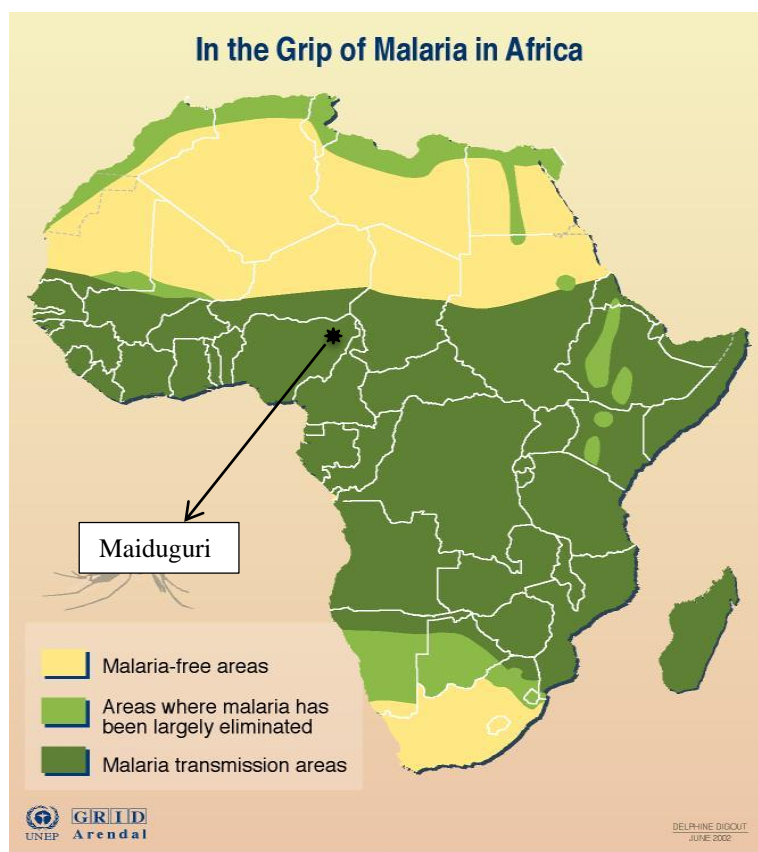 In the Grip of Malaria in Africa
Maiduguri
Malaria-free areas
Areas where malaria has
been largely eliminated
Malaria transmission areas
UNEP
GRID
Arendal
DELPHINE DIGOUT
JUNE 2002